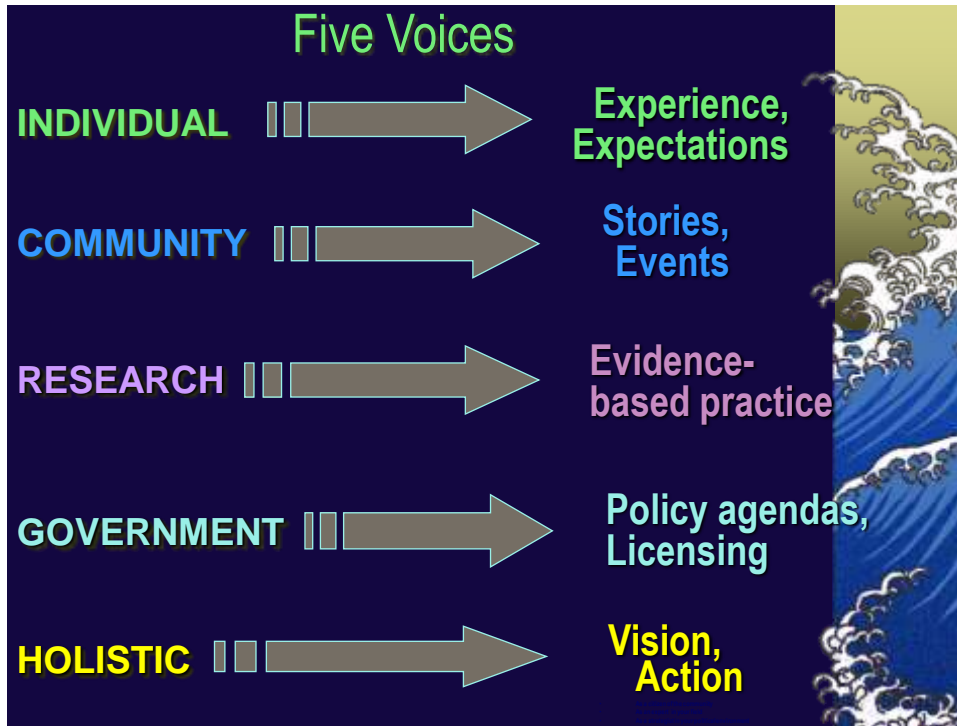 Five Voices
INDIVIDUAL
Experience,
Expectations
COMMUNITY
Stories,
Events
RESEARCH
Evidence-
based practice
GOVERNMENT
Policy agendas,
Licensing
HOLISTIC
Vision,
Action